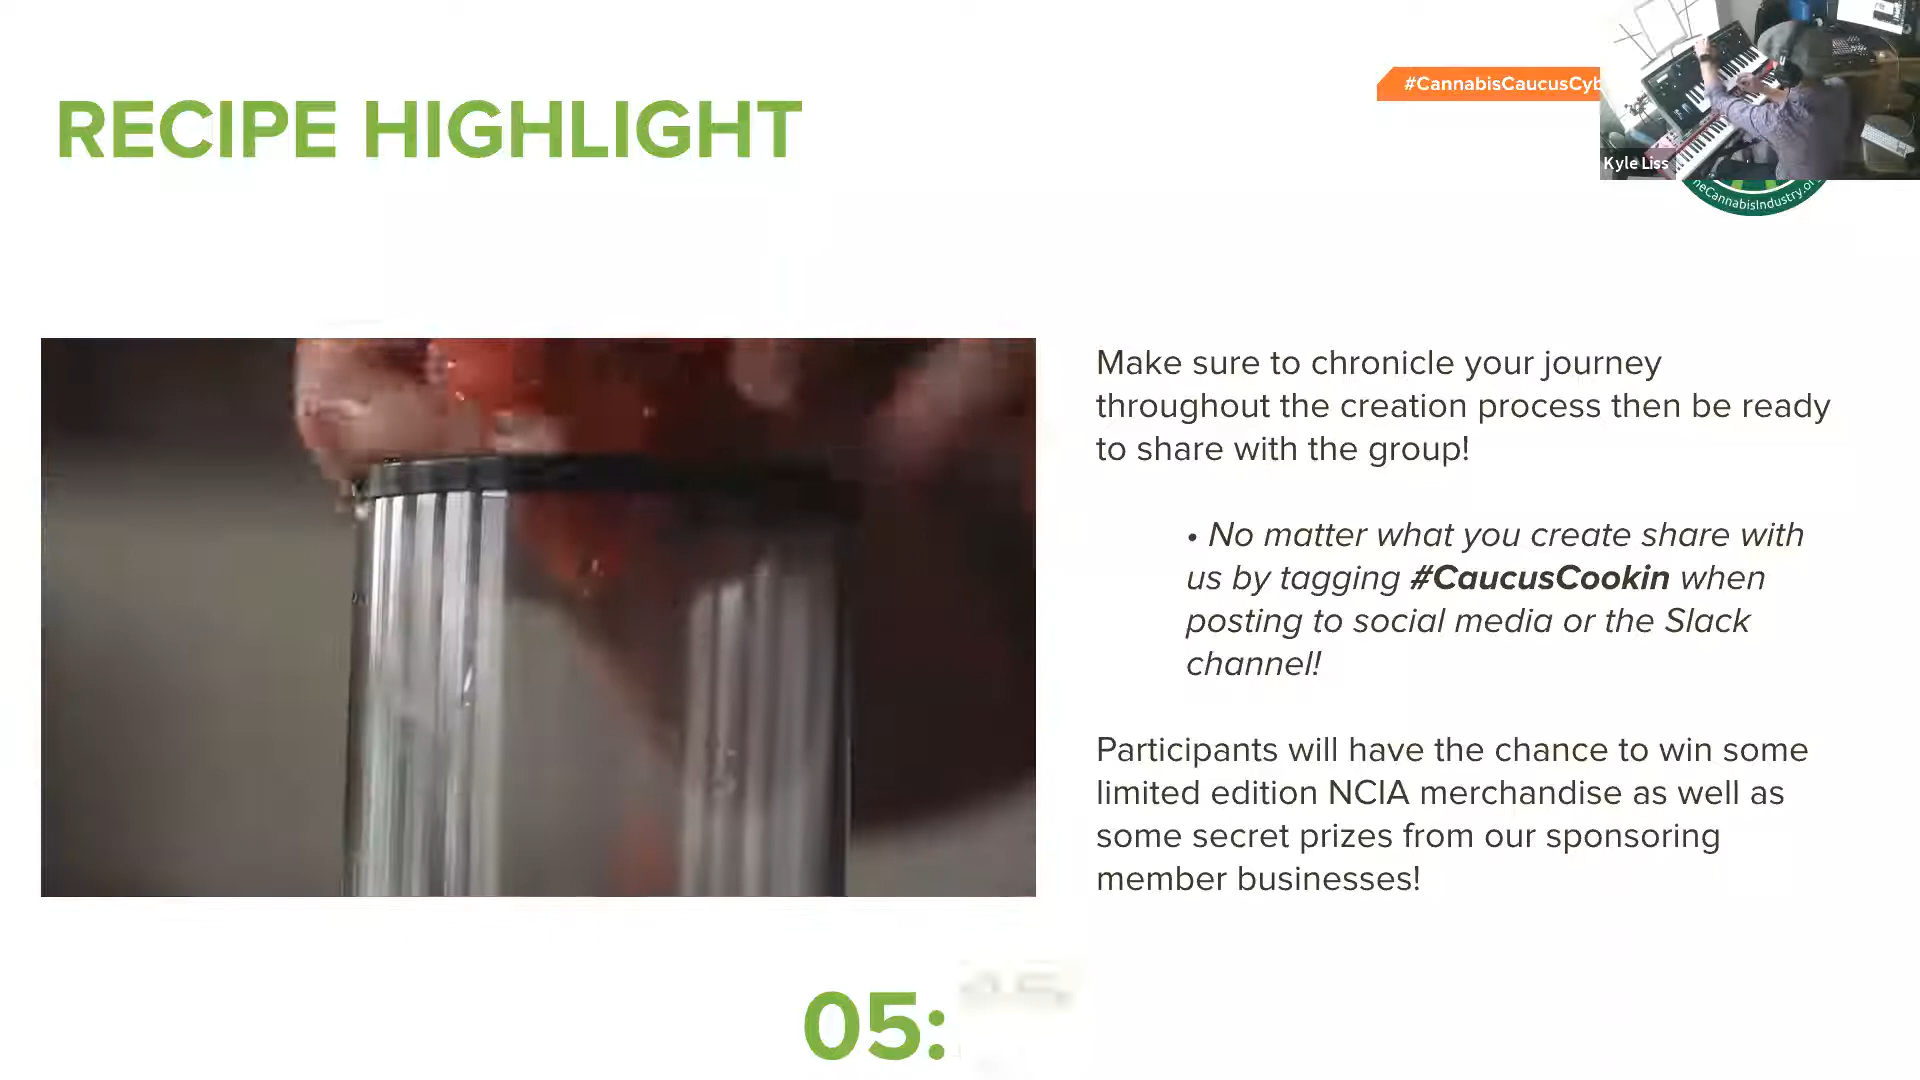 RECIPE HIGHLIGHT
#CannabisCaucusCyb
Kyle Liss
neCannabisIndustry.or
Make sure to chronicle your journey
throughout the creation process then be ready
to share with the group!
• No matter what you create share with
us by tagging #CaucusCookin when
posting to social media or the Slack
channel!
Participants will have the chance to win some
limited edition NCIA merchandise as well as
some secret prizes from our sponsoring
member businesses!
05: